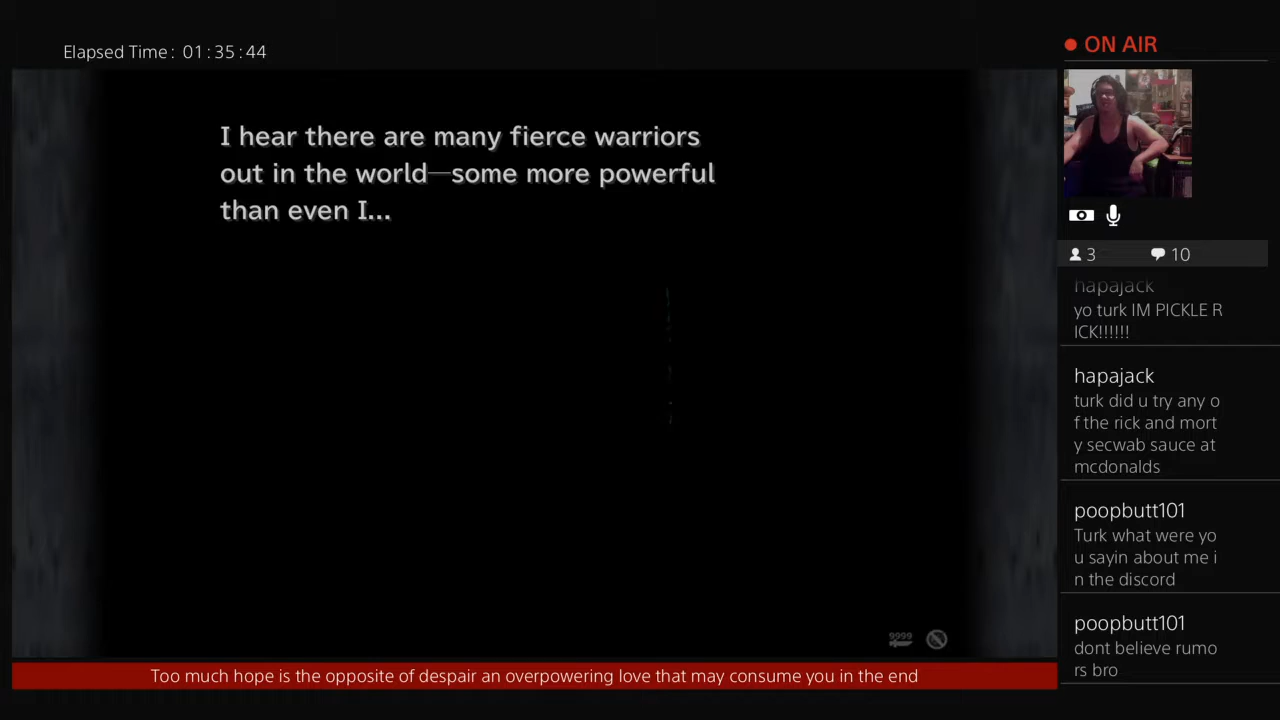 Elapsed Time: 01:35:44
ON AIR
I hear there are many fierce warriors
out in the world—some more powerful
than even I...
3
10
hapajack
yo turk IM PICKLE R
ICK!!!!!!
hapajack
turk did u try any o
f the rick and mort
y secwab sauce at
mcdonalds
poopbutt101
Turk what were yo
u sayin about me i
n the discord
poopbutt101
dont believe rumo
rs bro
9999
Too much hope is the opposite of despair an overpowering love that may consume you in the end